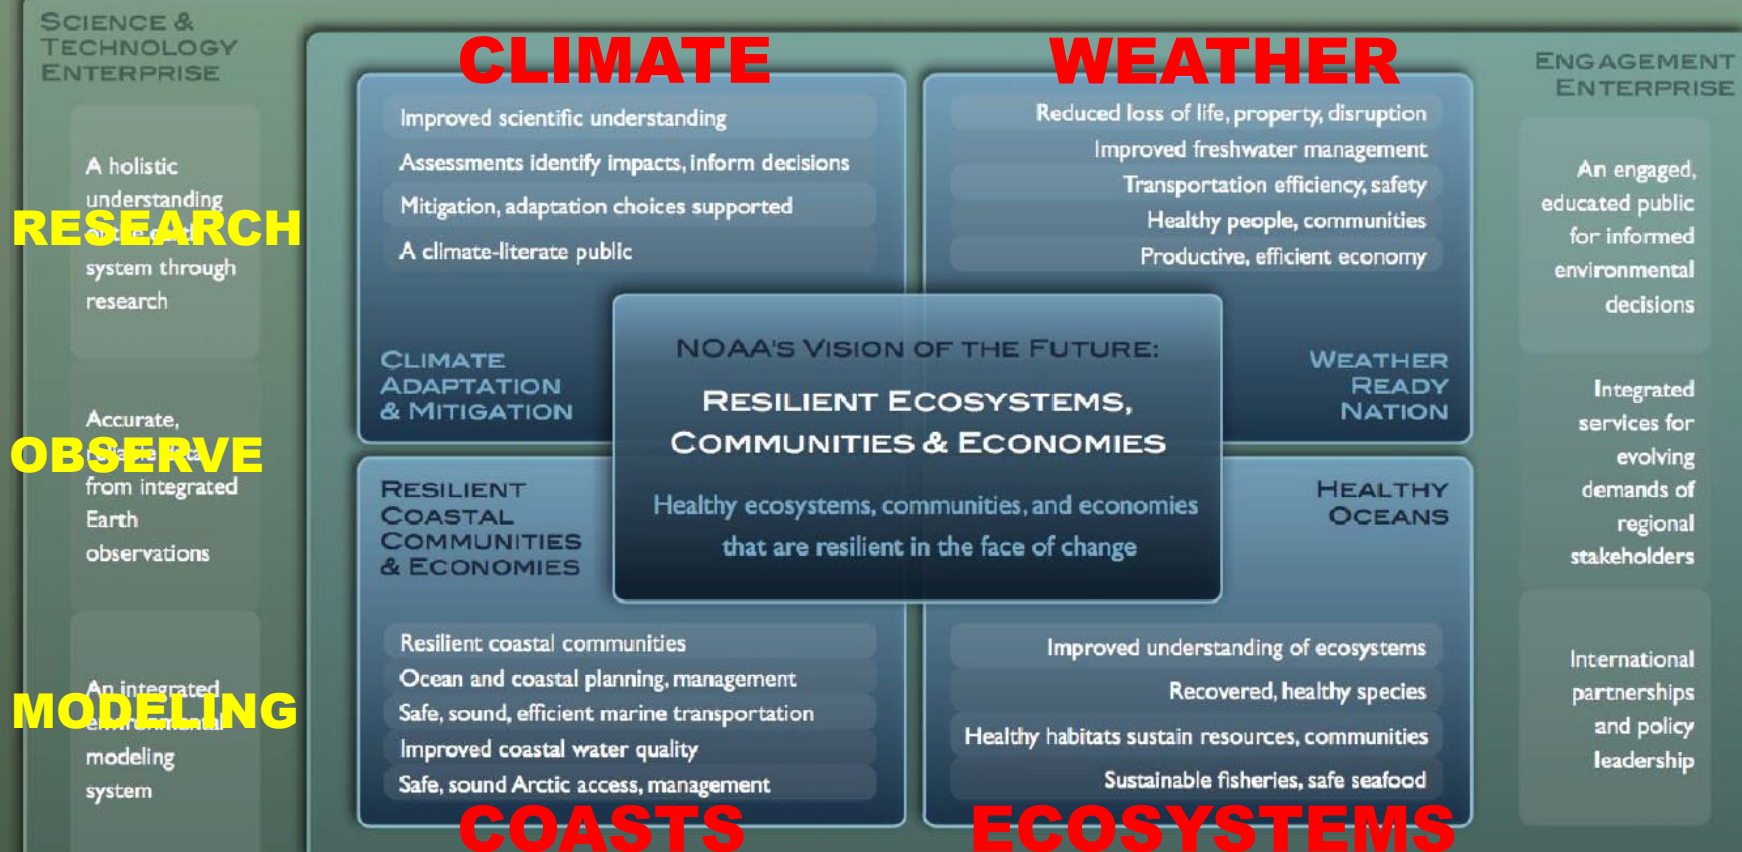 SCIENCE &
TECHNOLOGY
ENTERPRISE
A holistic
understanding
RESEARCH
system through
research
Accurate,
OBSERVE
from integrated
Earth
observations
An integrated
MODELING
environmental
modeling
system
CLIMATE
Improved scientific understanding
Assessments identify impacts, inform decisions
Mitigation, adaptation choices supported
A climate-literate public
CLIMATE
ADAPTATION
& MITIGATION
WEATHER
Reduced loss of life, property, disruption
Improved freshwater management
Transportation efficiency, safety
Healthy people, communities
Productive, efficient economy
WEATHER
READY
NATION
NOAA'S VISION OF THE FUTURE:
RESILIENT ECOSYSTEMS,
COMMUNITIES & ECONOMIES
Healthy ecosystems, communities, and economies
that are resilient in the face of change
RESILIENT
COASTAL
COMMUNITIES
& ECONOMIES
Resilient coastal communities
Ocean and coastal planning, management
Safe, sound, efficient marine transportation
Improved coastal water quality
Safe, sound Arctic access, management
COASTS
HEALTHY
OCEANS
Improved understanding of ecosystems
Recovered, healthy species
Healthy habitats sustain resources, communities
Sustainable fisheries, safe seafood
ECOSYSTEMS
ENGAGEMENT
ENTERPRISE
An engaged,
educated public
for informed
environmental
decisions
Integrated
services for
evolving
demands of
regional
stakeholders
International
partnerships
and policy
leadership